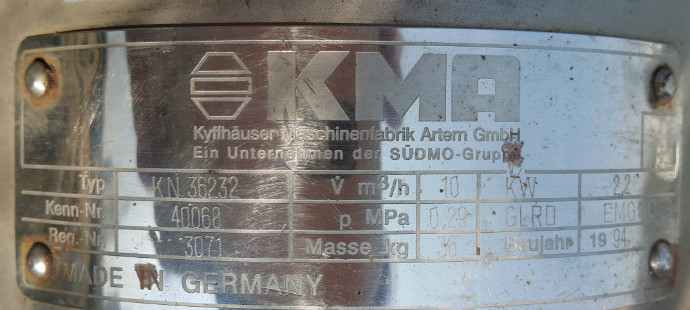 KMA
Kyffhäuser Maschinenfabrik Artern GmbH
Ein Unternehmen der SÜDMO-Gruppe
Typ KN 36232 V̇ m³/h 10 KW 2,2
Kenn-Nr. 40068 p MPa 0,29 GLRD
Reg.-Nr. 3071 Masse kg Baujahr 1994
MADE IN GERMANY